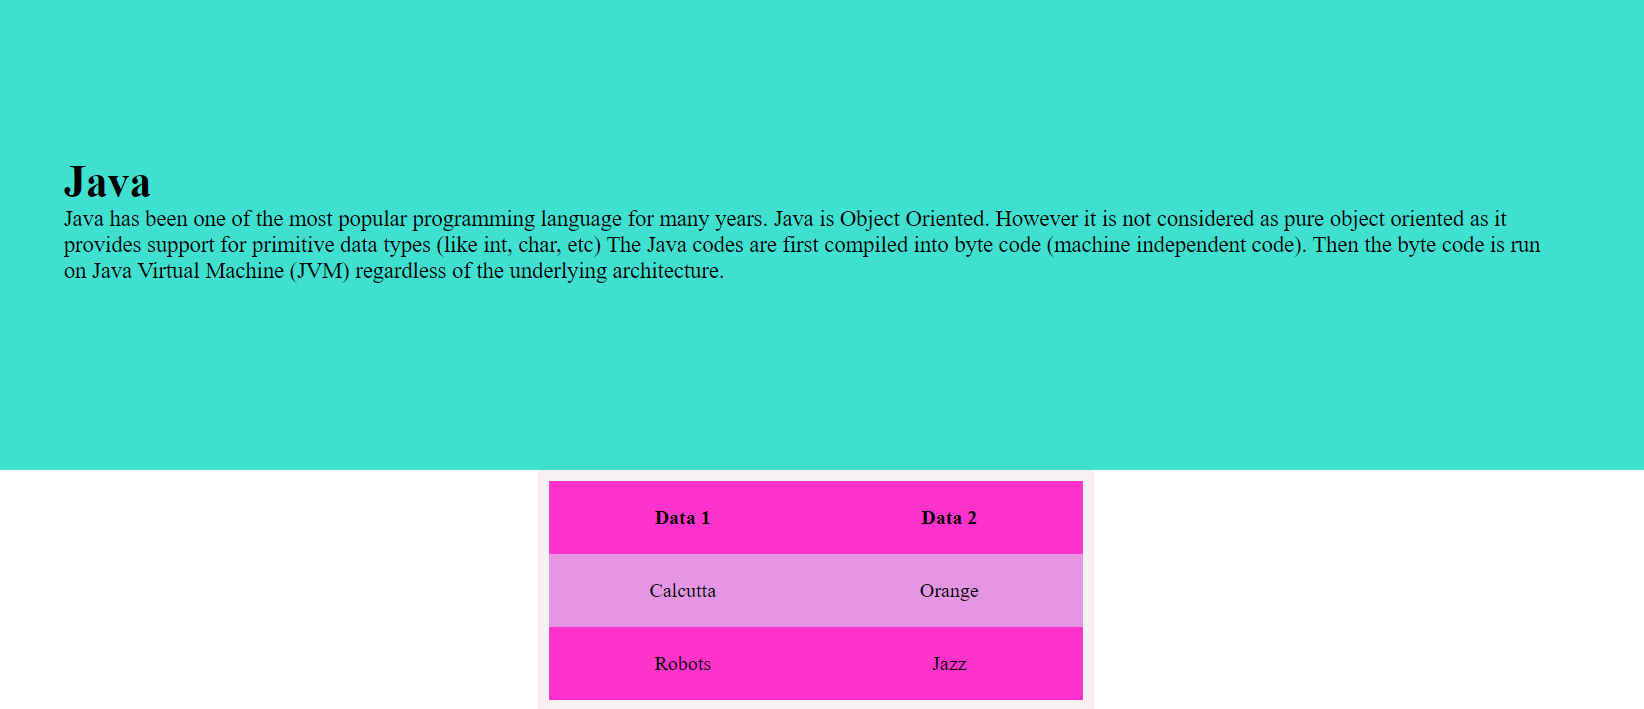 Java
Java has been one of the most popular programming language for many years. Java is Object Oriented. However it is not considered as pure object oriented as it
provides support for primitive data types (like int, char, etc) The Java codes are first compiled into byte code (machine independent code). Then the byte code is run
on Java Virtual Machine (JVM) regardless of the underlying architecture.
Data 1 Data 2
Calcutta Orange
Robots Jazz